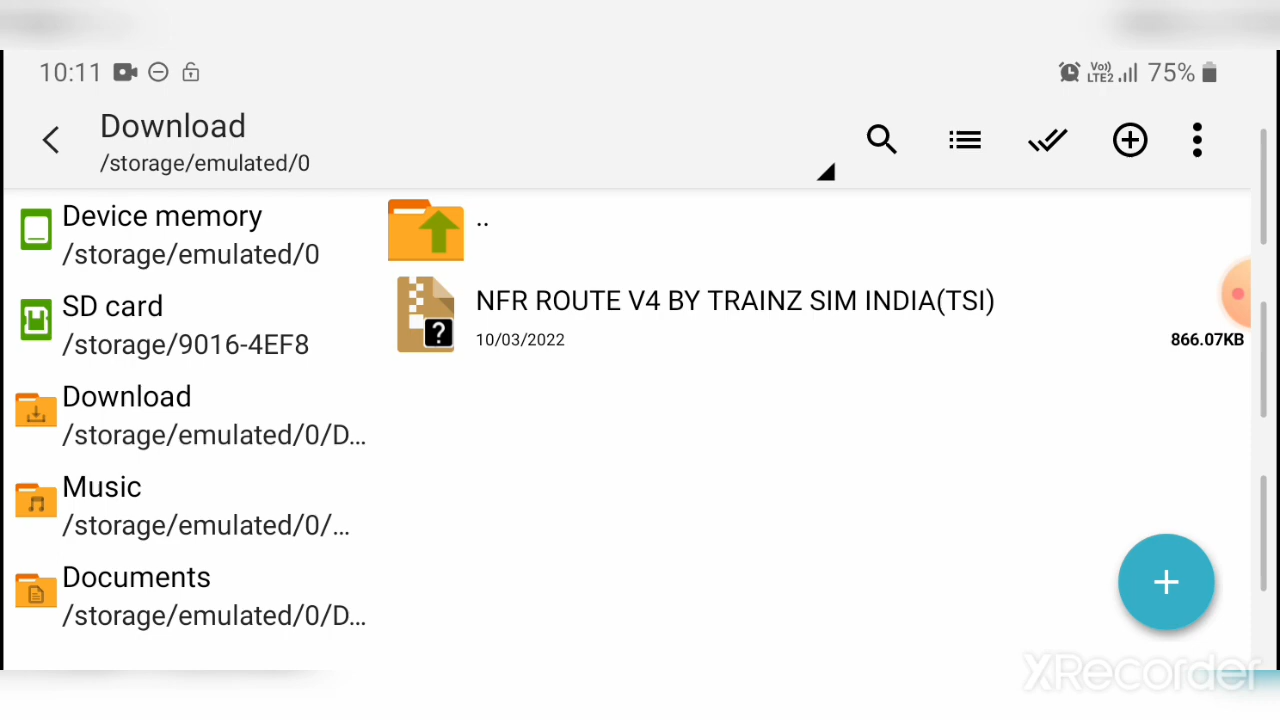 10:11
Vo) LTE2 75%
Download
/storage/emulated/0
Device memory
/storage/emulated/0
SD card
/storage/9016-4EF8
Download
/storage/emulated/0/D...
Music
/storage/emulated/0/...
Documents
/storage/emulated/0/D...
..
NFR ROUTE V4 BY TRAINZ SIM INDIA(TSI)
10/03/2022
866.07KB
XRecorder